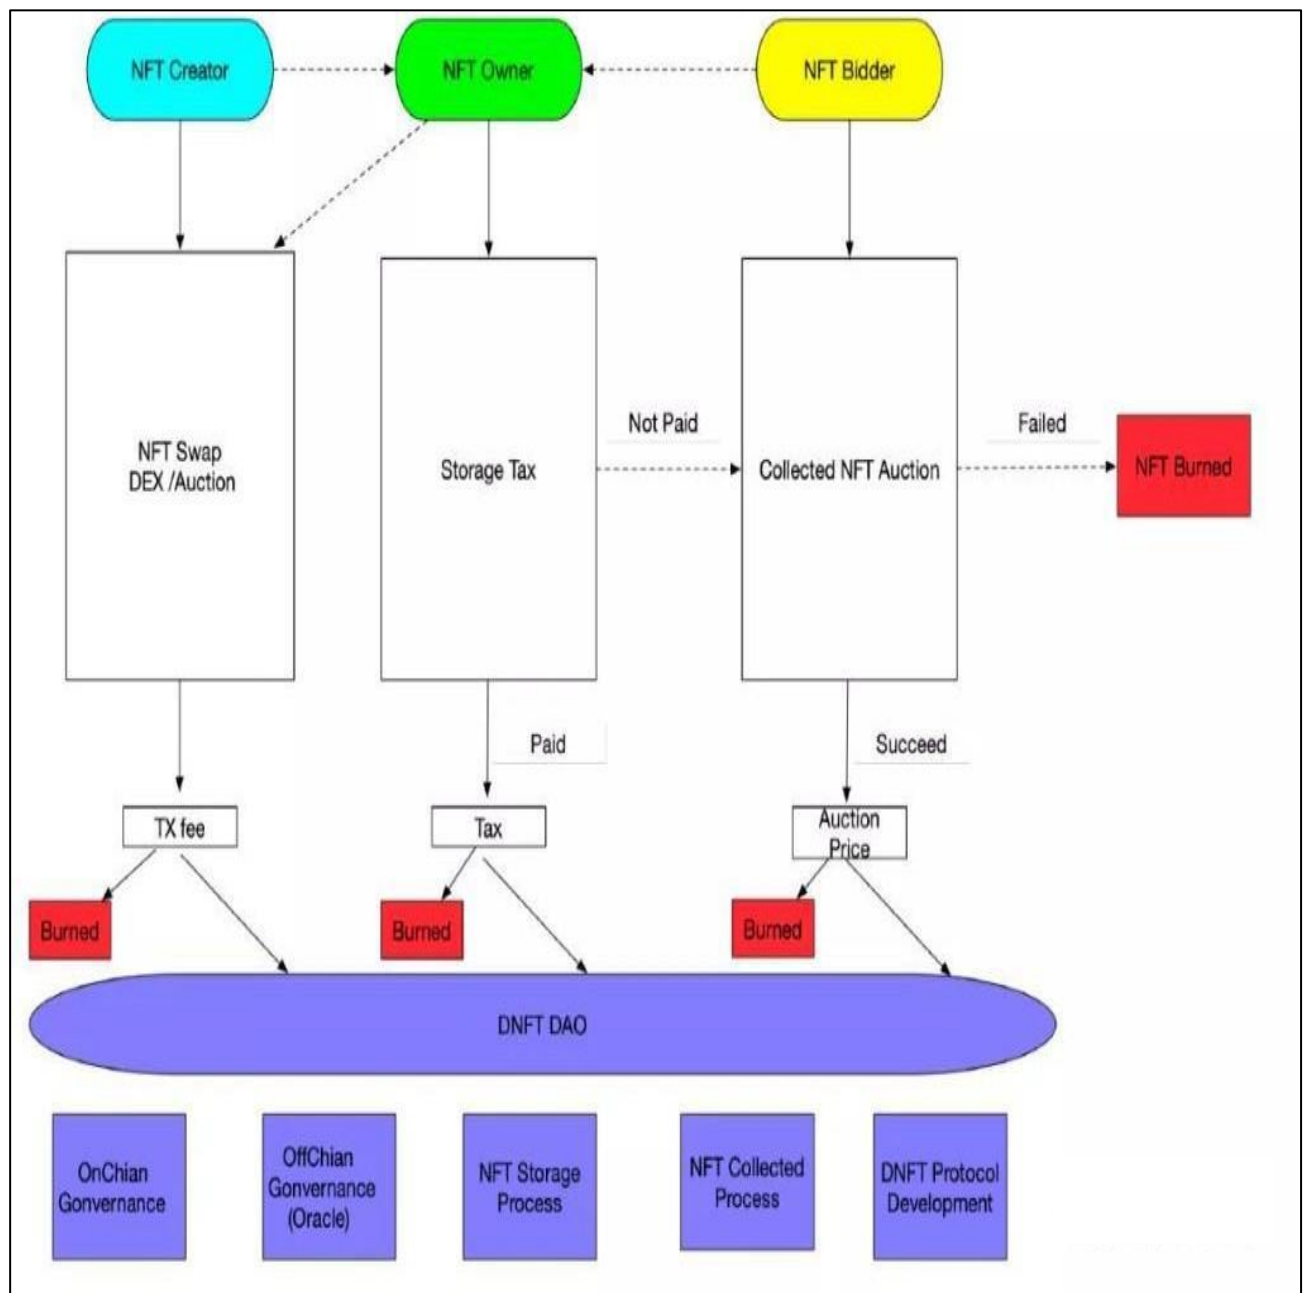 NFT Creator
NFT Owner
NFT Bidder
Not Paid
Failed
NFT Swap
DEX /Auction
Storage Tax
Collected NFT Auction
NFT Burned
Paid
Succeed
TX fee
Tax
Auction
Price
Burned
Burned
Burned
DNFT DAO
OnChian
Gonvernance
OffChian
Gonvernance
(Oracle)
NFT Storage
Process
NFT Collected
Process
DNFT Protocol
Development